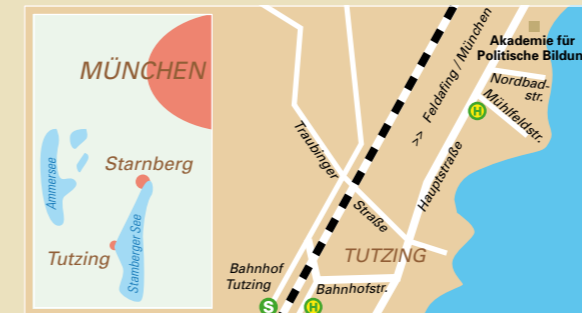 MÜNCHEN
Starnberg
Ammersee
Starnberger See
Tutzing
>> Feldafing / München
Akademie für
Politische Bildung
Nordbad-
str.
Mühlfeldstr.
H
Traubinger
Straße
Hauptstraße
TUTZING
Bahnhof
Tutzing
S
H
Bahnhofstr.